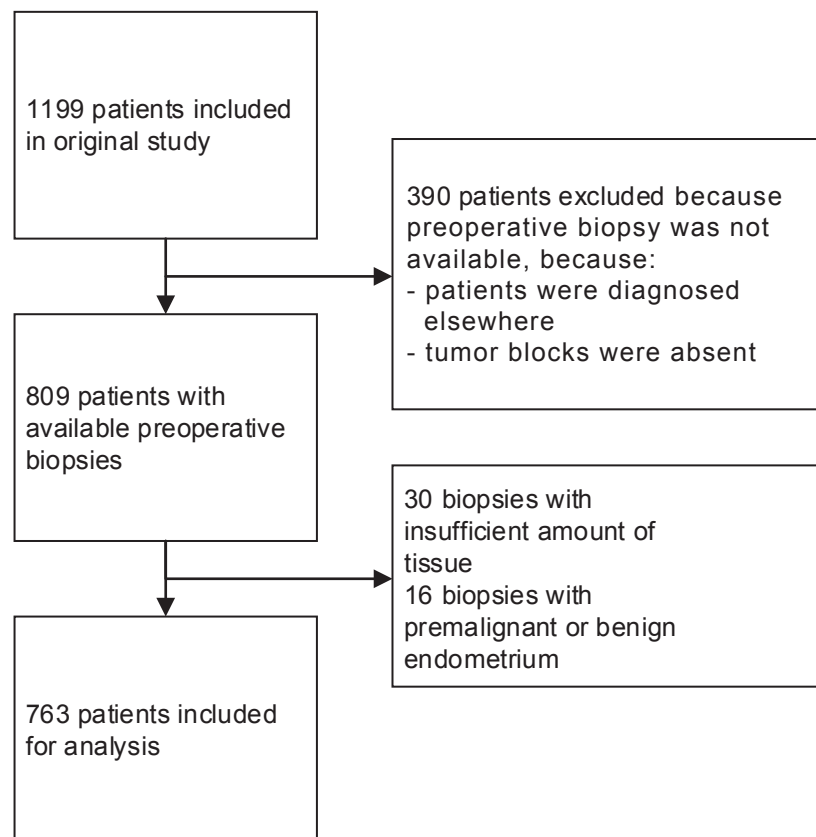 1199 patients included
in original study
390 patients excluded because
preoperative biopsy was not
available, because:
- patients were diagnosed
elsewhere
- tumor blocks were absent
809 patients with
available preoperative
biopsies
30 biopsies with
insufficient amount of
tissue
16 biopsies with
premalignant or benign
endometrium
763 patients included
for analysis